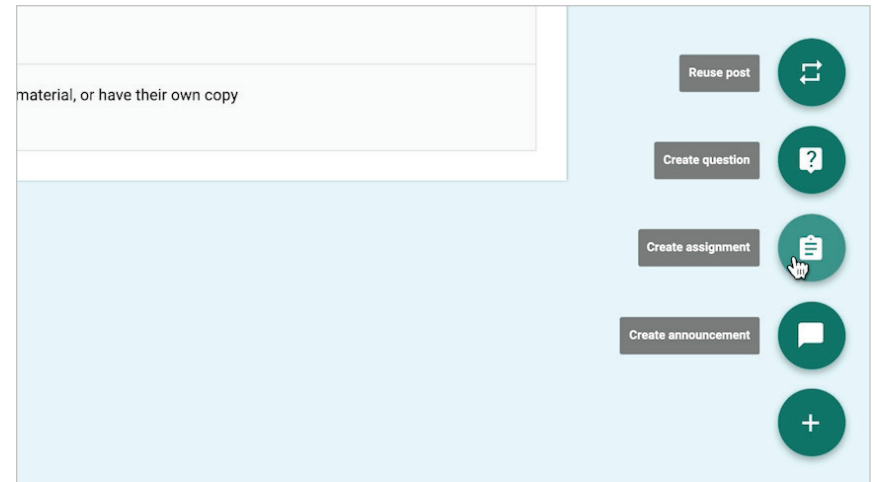 Reuse post
material, or have their own copy
Create question
Create assignment
Create announcement